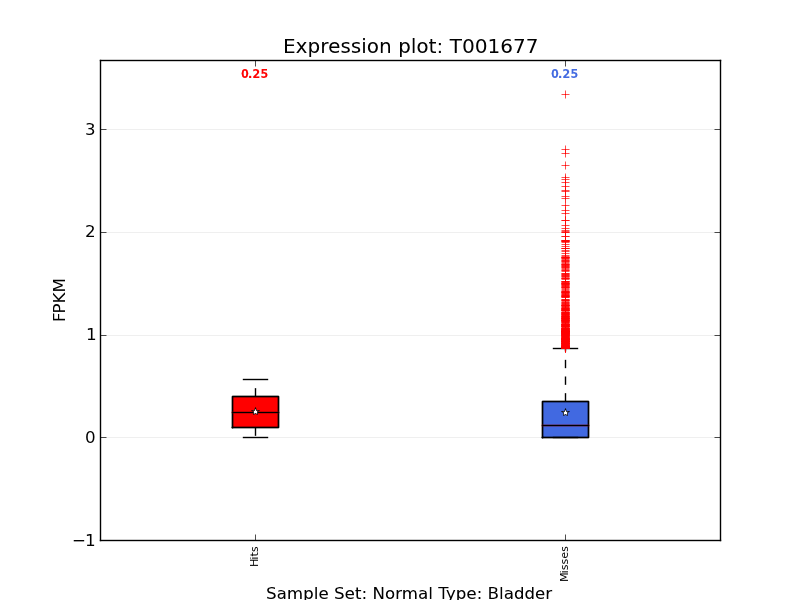 Expression plot: T001677
0.25
0.25
3
2
1
0
−1
FPKM
Hits
Misses
Sample Set: Normal Type: Bladder